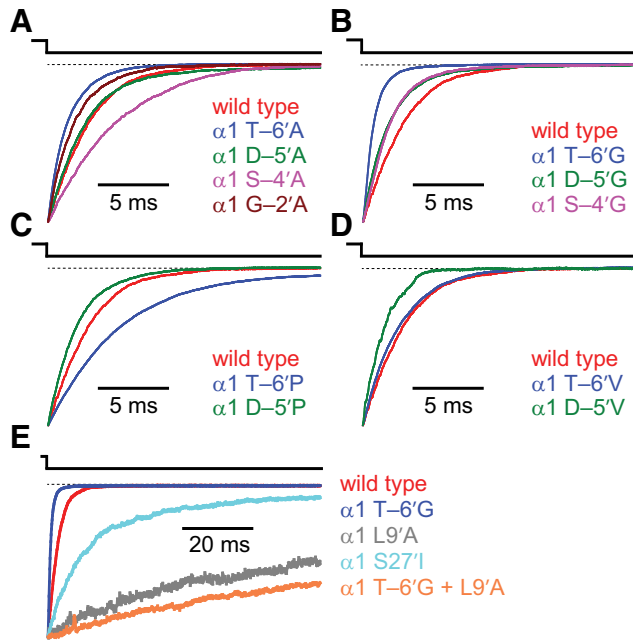 A
wild type
α1 T–6′A
α1 D–5′A
α1 S–4′A
α1 G–2′A
5 ms
B
wild type
α1 T–6′G
α1 D–5′G
α1 S–4′G
5 ms
C
wild type
α1 T–6′P
α1 D–5′P
5 ms
D
wild type
α1 T–6′V
α1 D–5′V
5 ms
E
wild type
α1 T–6′G
α1 L9′A
α1 S27′I
α1 T–6′G + L9′A
20 ms